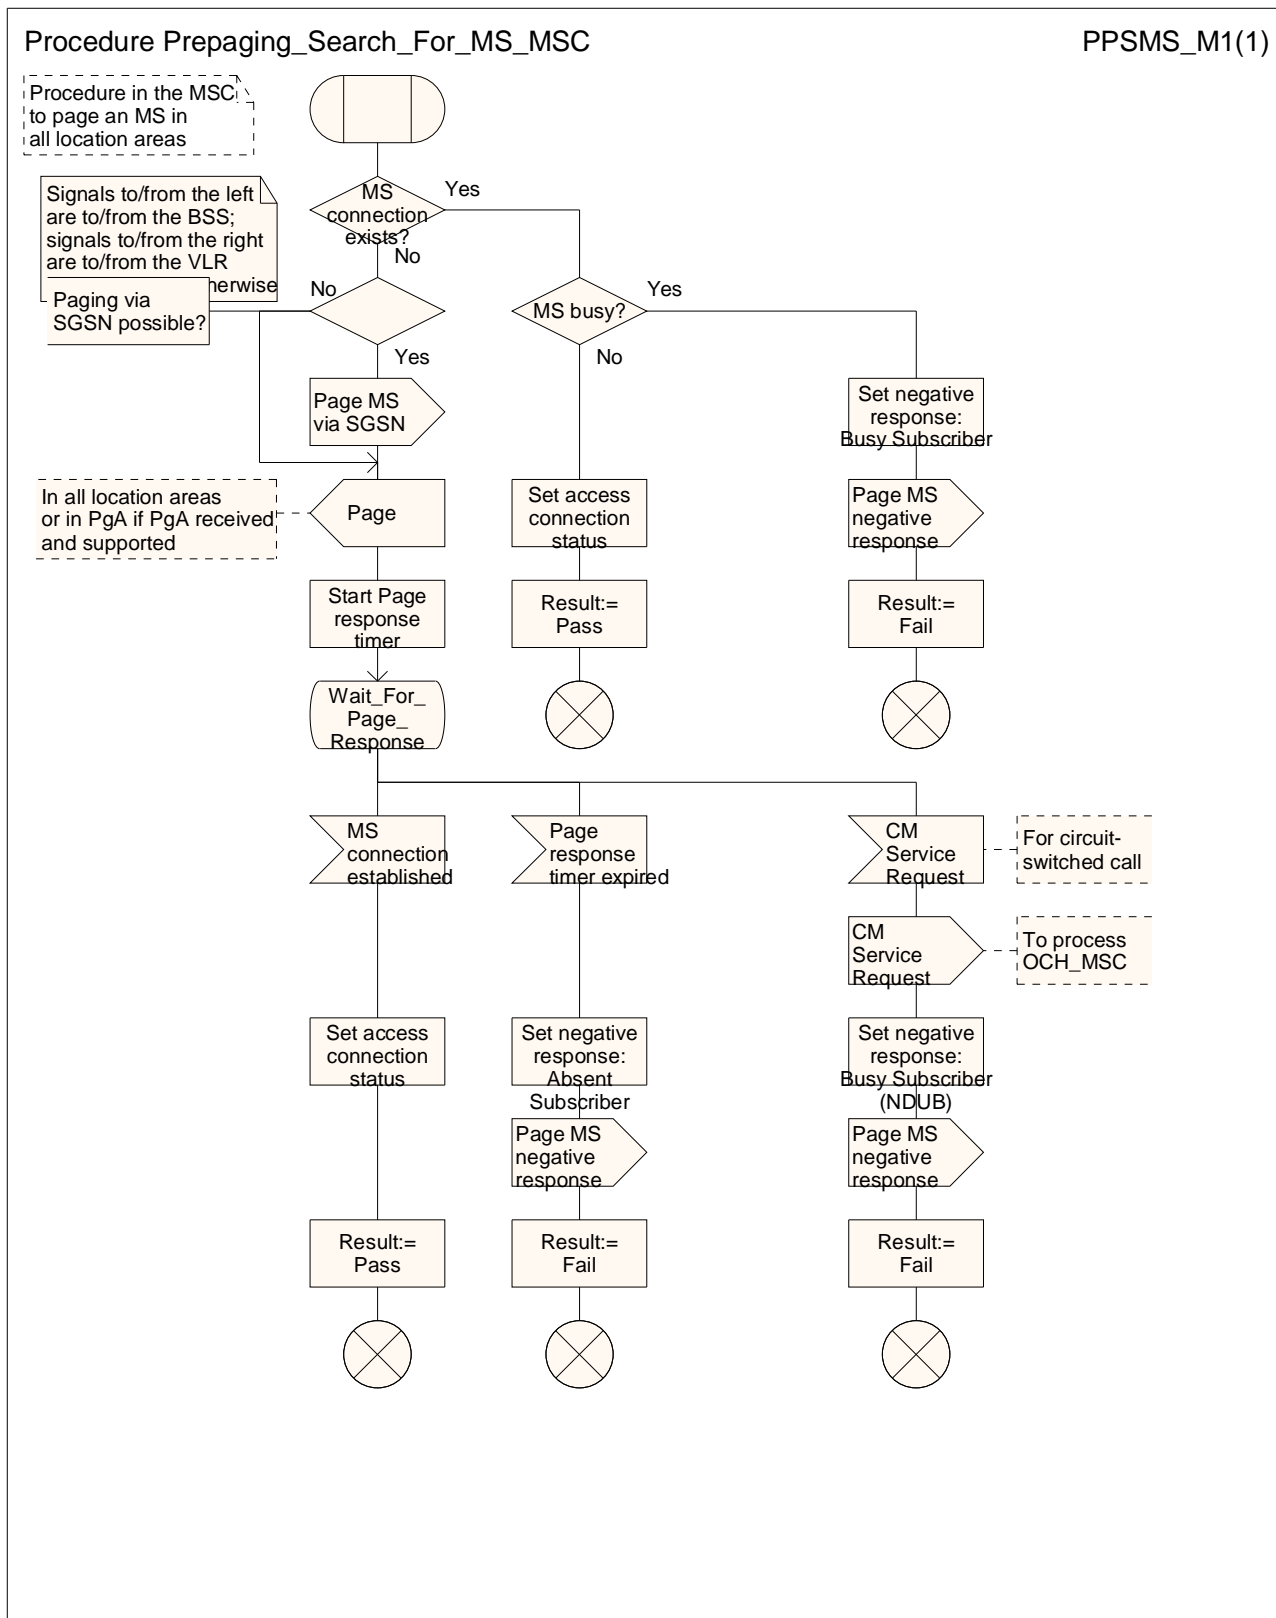 Procedure Prepaging_Search_For_MS_MSC
PPSMS_M1(1)
Procedure in the MSC
to page an MS in
all location areas
Signals to/from the left
are to/from the BSS;
signals to/from the right
are to/from the VLR
erwise
MS
connection
exists?
Yes
No
Paging via
SGSN possible?
No
Yes
MS busy?
Yes
No
Page MS
via SGSN
Set negative
response:
Busy Subscriber
In all location areas
or in PgA if PgA received
and supported
Page
Set access
connection
status
Page MS
negative
response
Start Page
response
timer
Result:=
Pass
Result:=
Fail
Wait_For_
Page_
Response
MS
connection
established
Page
response
timer expired
CM
Service
Request
For circuit-
switched call
CM
Service
Request
To process
OCH_MSC
Set access
connection
status
Set negative
response:
Absent
Subscriber
Set negative
response:
Busy Subscriber
(NDUB)
Page MS
negative
response
Page MS
negative
response
Result:=
Pass
Result:=
Fail
Result:=
Fail